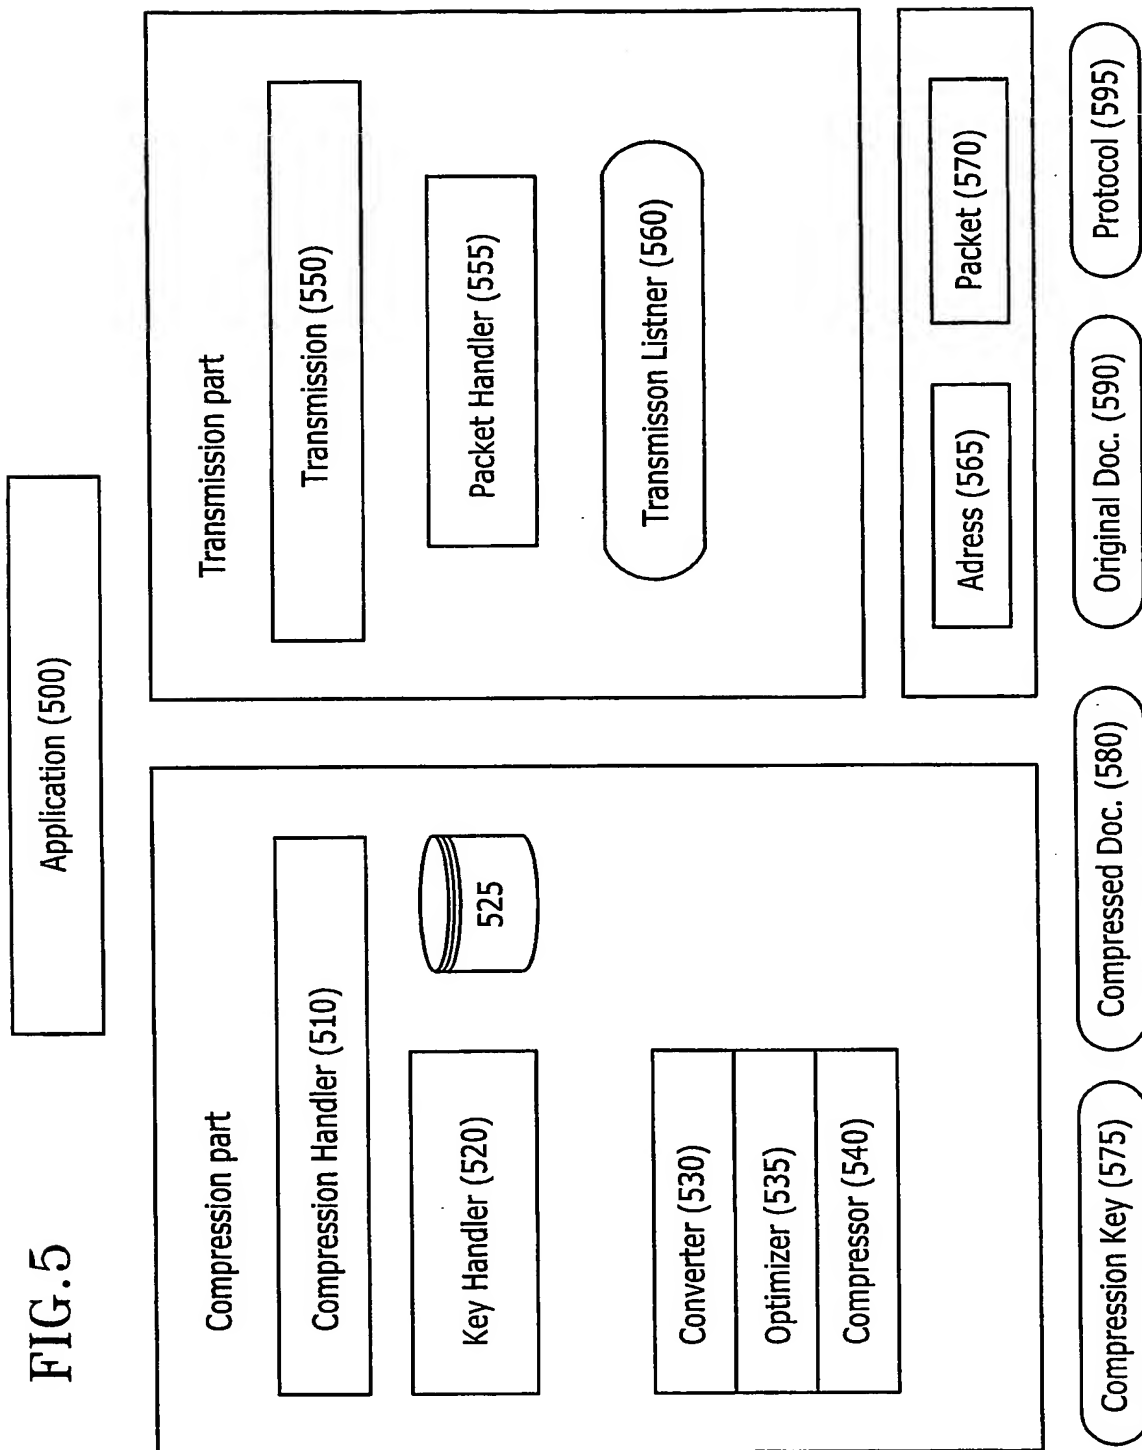 FIG.5
Application (500)
Compression part
Compression Handler (510)
Key Handler (520)
525
Converter (530)
Optimizer (535)
Compressor (540)
Transmission part
Transmission (550)
Packet Handler (555)
Transmisson Listner (560)
Adress (565)
Packet (570)
Compression Key (575)
Compressed Doc. (580)
Original Doc. (590)
Protocol (595)